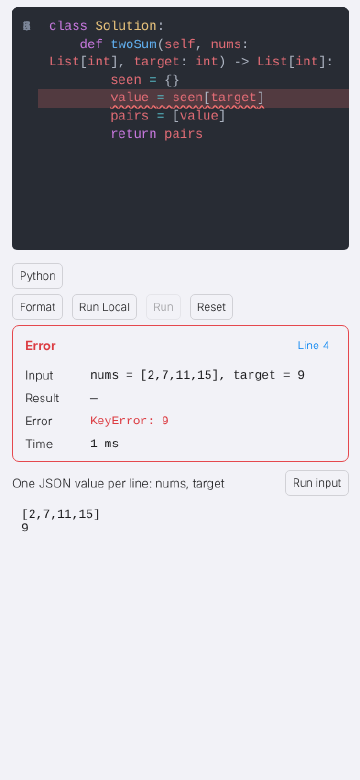 class Solution:
    def twoSum(self, nums:
List[int], target: int) -> List[int]:
        seen = {}
        value = seen[target]
        pairs = [value]
        return pairs
Python
Format Run Local Run Reset
Error Line 4
Input nums = [2,7,11,15], target = 9
Result —
Error KeyError: 9
Time 1 ms
One JSON value per line: nums, target Run input
[2,7,11,15]
9